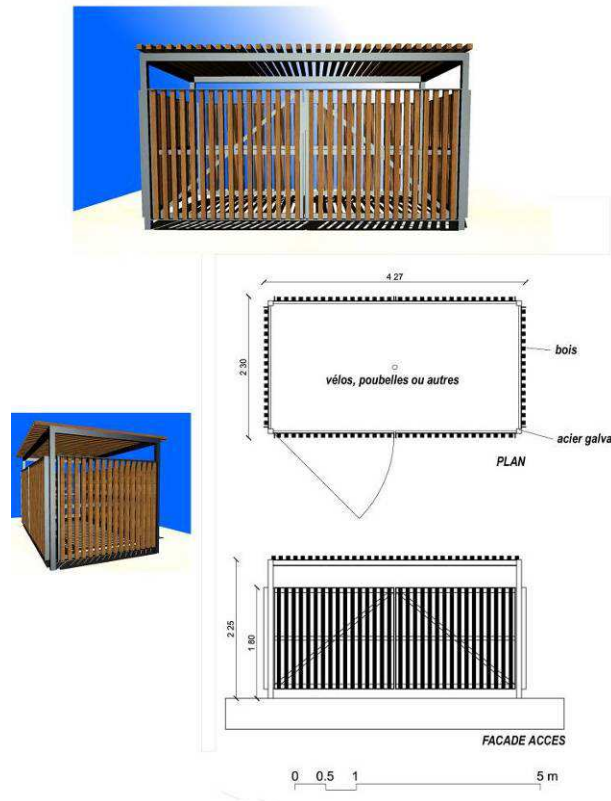 4.27
bois
2.30
vélos, poubelles ou autres
acier galva
PLAN
2.25
1.80
FACADE ACCES
0 0.5 1 5 m